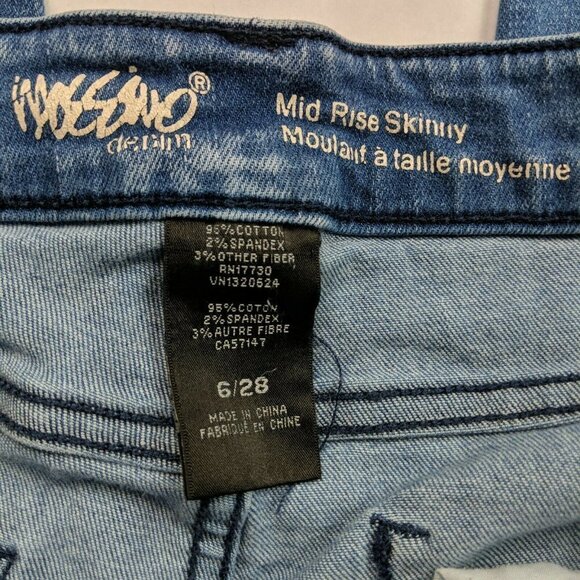 mossimo®
denim
Mid Rise Skinny
Moulant à taille moyenne
95% COTTON
2% SPANDEX
3% OTHER FIBER
RN17730
VN1320624
95% COTON
2% SPANDEX
3% AUTRE FIBRE
CA57147
6/28
MADE IN CHINA
FABRIQUÉ EN CHINE